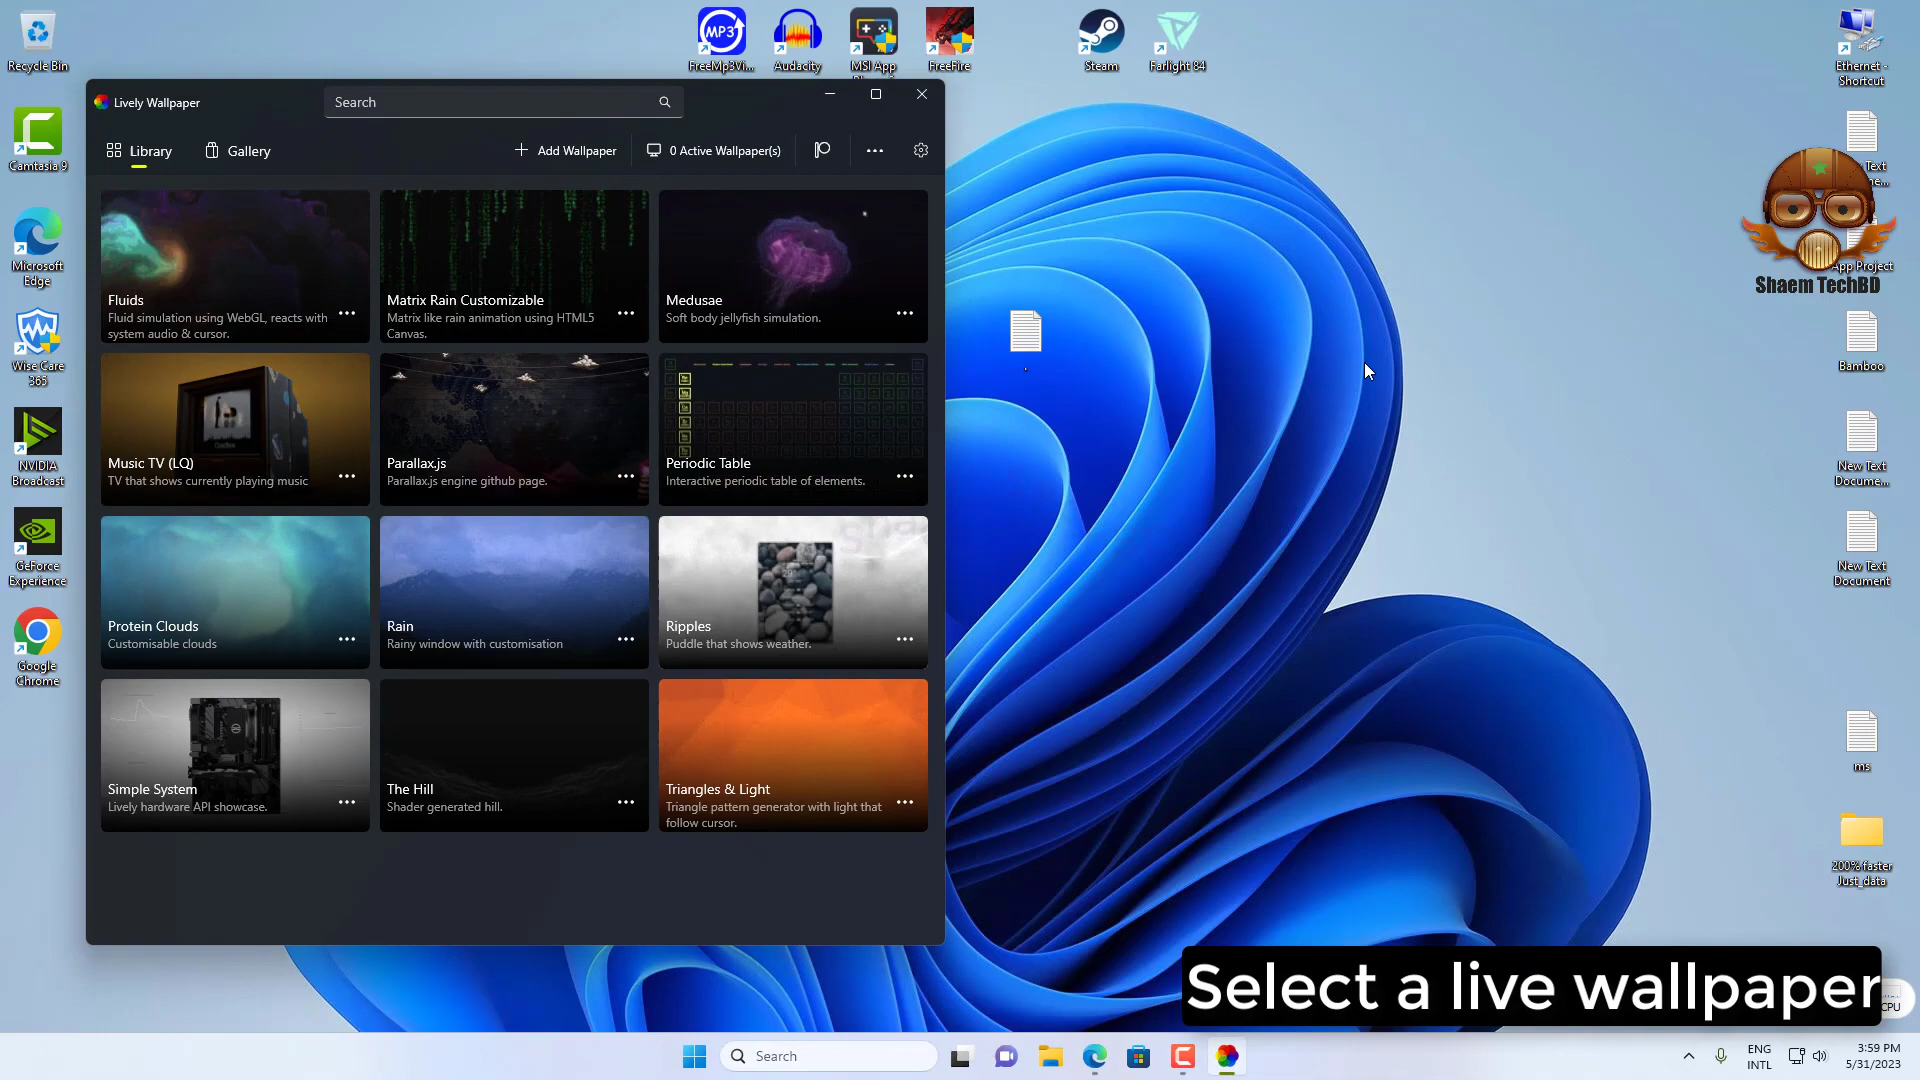 Recycle Bin
FreeMp3Vi...
Audacity
MSI App
FreeFire
Steam
Farlight 84
Ethernet -
Shortcut
Lively Wallpaper
Search
Library
Gallery
Add Wallpaper
0 Active Wallpaper(s)
Camtasia 9
Microsoft
Edge
Wise Care
365
NVIDIA
Broadcast
GeForce
Experience
Google
Chrome
Fluids
Fluid simulation using WebGL, reacts with
system audio & cursor.
Matrix Rain Customizable
Matrix like rain animation using HTML5
Canvas.
Medusae
Soft body jellyfish simulation.
Music TV (LQ)
TV that shows currently playing music
Parallax.js
Parallax.js engine github page.
Periodic Table
Interactive periodic table of elements.
Protein Clouds
Customisable clouds
Rain
Rainy window with customisation
Ripples
Puddle that shows weather.
Simple System
Lively hardware API showcase.
The Hill
Shader generated hill.
Triangles & Light
Triangle pattern generator with light that
follow cursor.
Text
App Project
Shaem TechBD
Bamboo
New Text
Docume...
New Text
Document
ms
200% faster
Just_data
Select a live wallpaper
CPU
Search
ENG
INTL
3:59 PM
5/31/2023